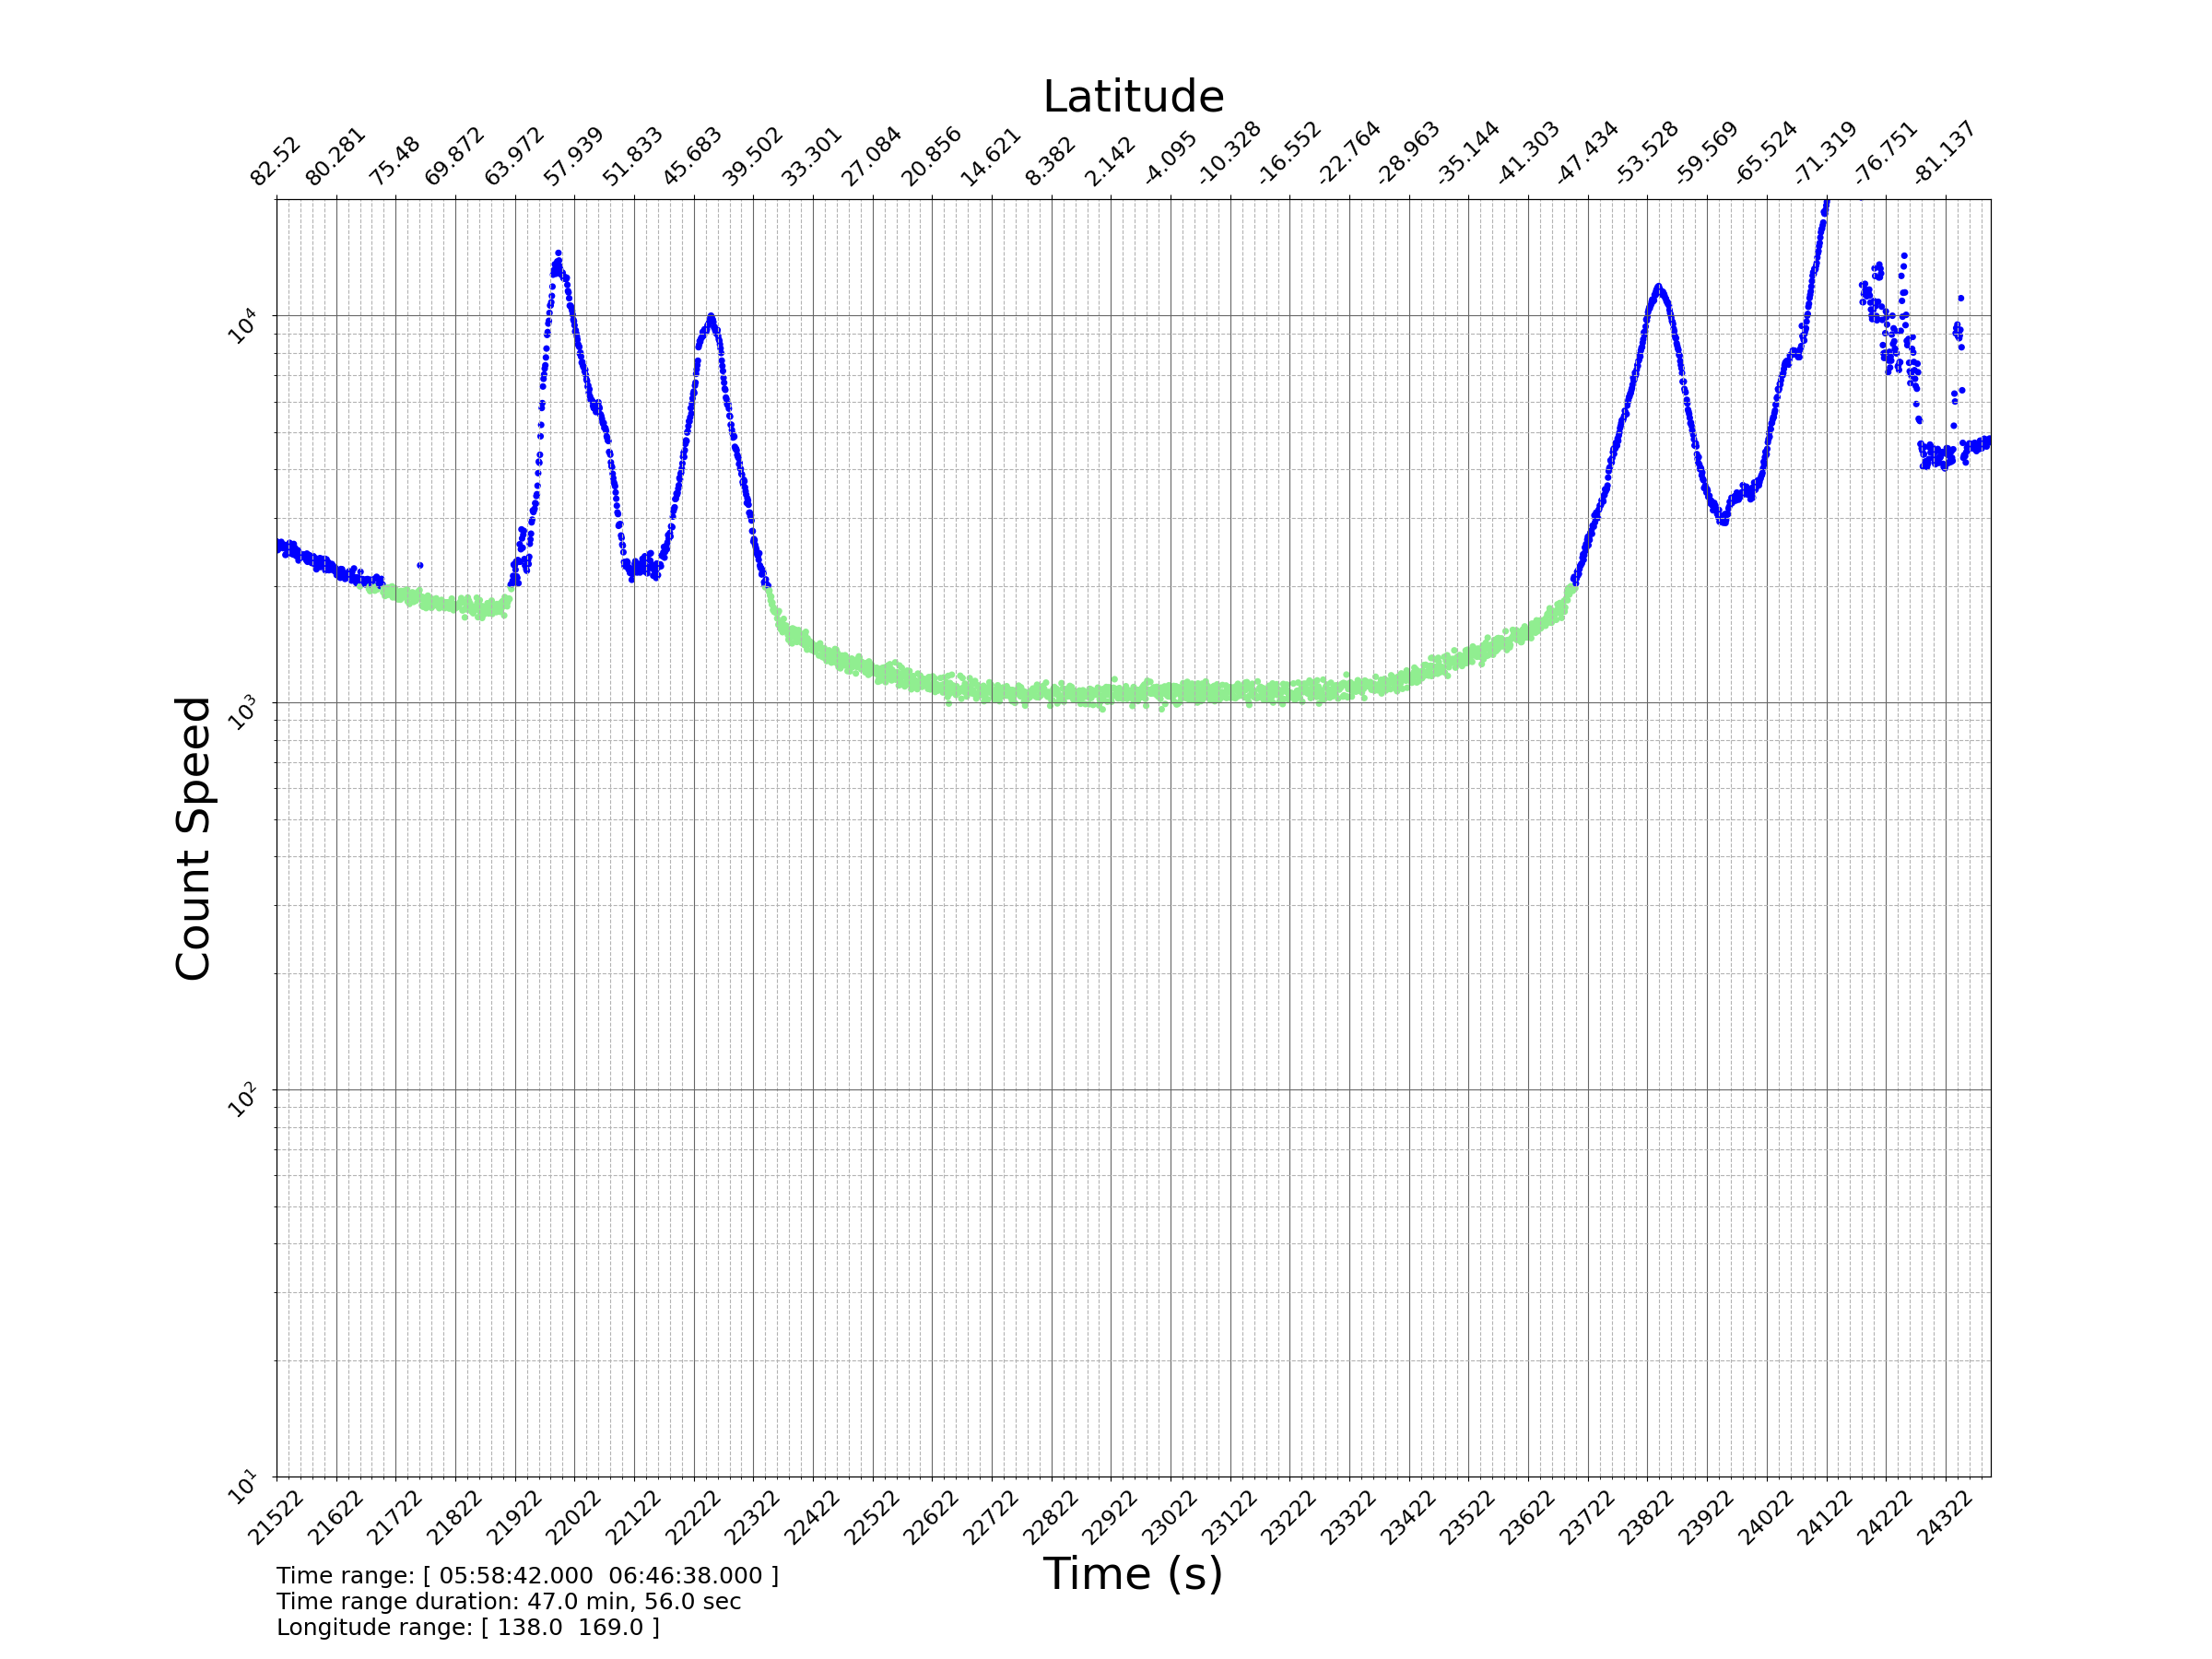 Latitude
82.52 80.281 75.48 69.872 63.972 57.939 51.833 45.683 39.502 33.301 27.084 20.856 14.621 8.382 2.142 -4.095 -10.328 -16.552 -22.764 -28.963 -35.144 -41.303 -47.434 -53.528 -59.569 -65.524 -71.319 -76.751 -81.137
10^4
10^3
Count Speed
10^2
10^1
21522 21622 21722 21822 21922 22022 22122 22222 22322 22422 22522 22622 22722 22822 22922 23022 23122 23222 23322 23422 23522 23622 23722 23822 23922 24022 24122 24222 24322
Time (s)
Time range: [ 05:58:42.000  06:46:38.000 ]
Time range duration: 47.0 min, 56.0 sec
Longitude range: [ 138.0  169.0 ]